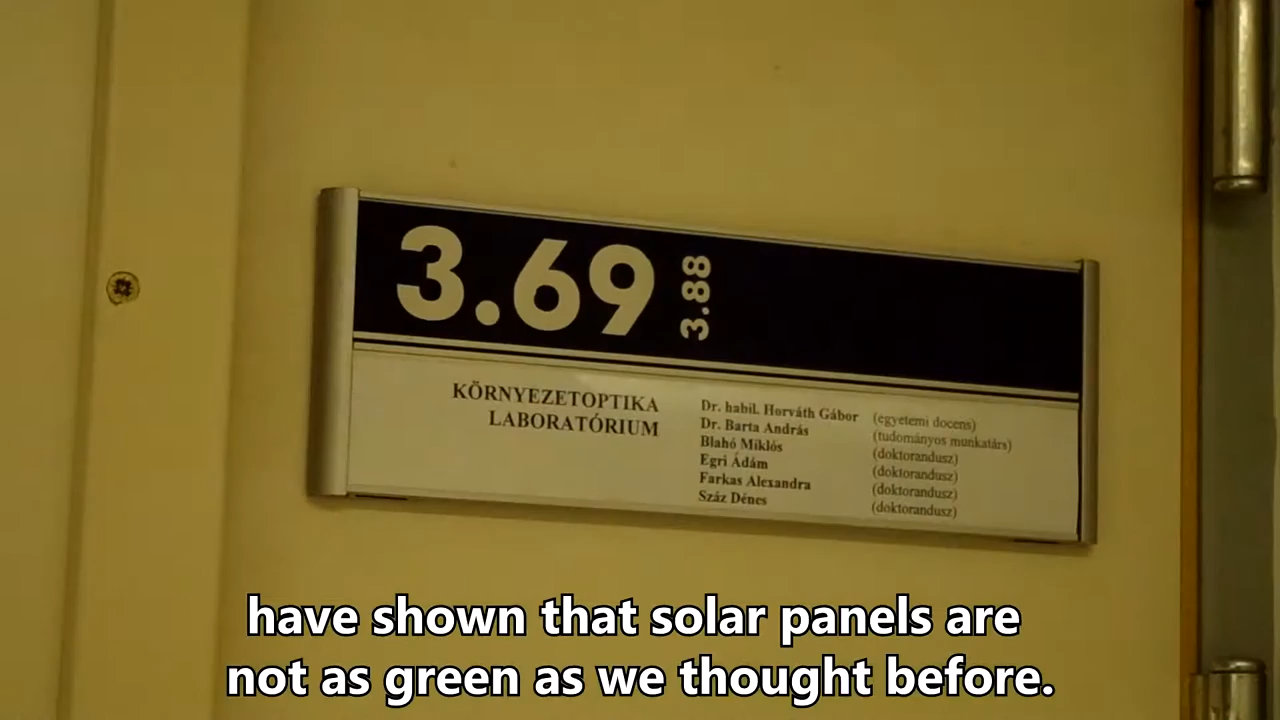 3.69 3.88
KÖRNYEZETOPTIKA
LABORATÓRIUM
Dr. habil. Horváth Gábor (egyetemi docens)
Dr. Barta András (tudományos munkatárs)
Blahó Miklós (doktorandusz)
Egri Ádám (doktorandusz)
Farkas Alexandra (doktorandusz)
Száz Dénes (doktorandusz)
have shown that solar panels are
not as green as we thought before.